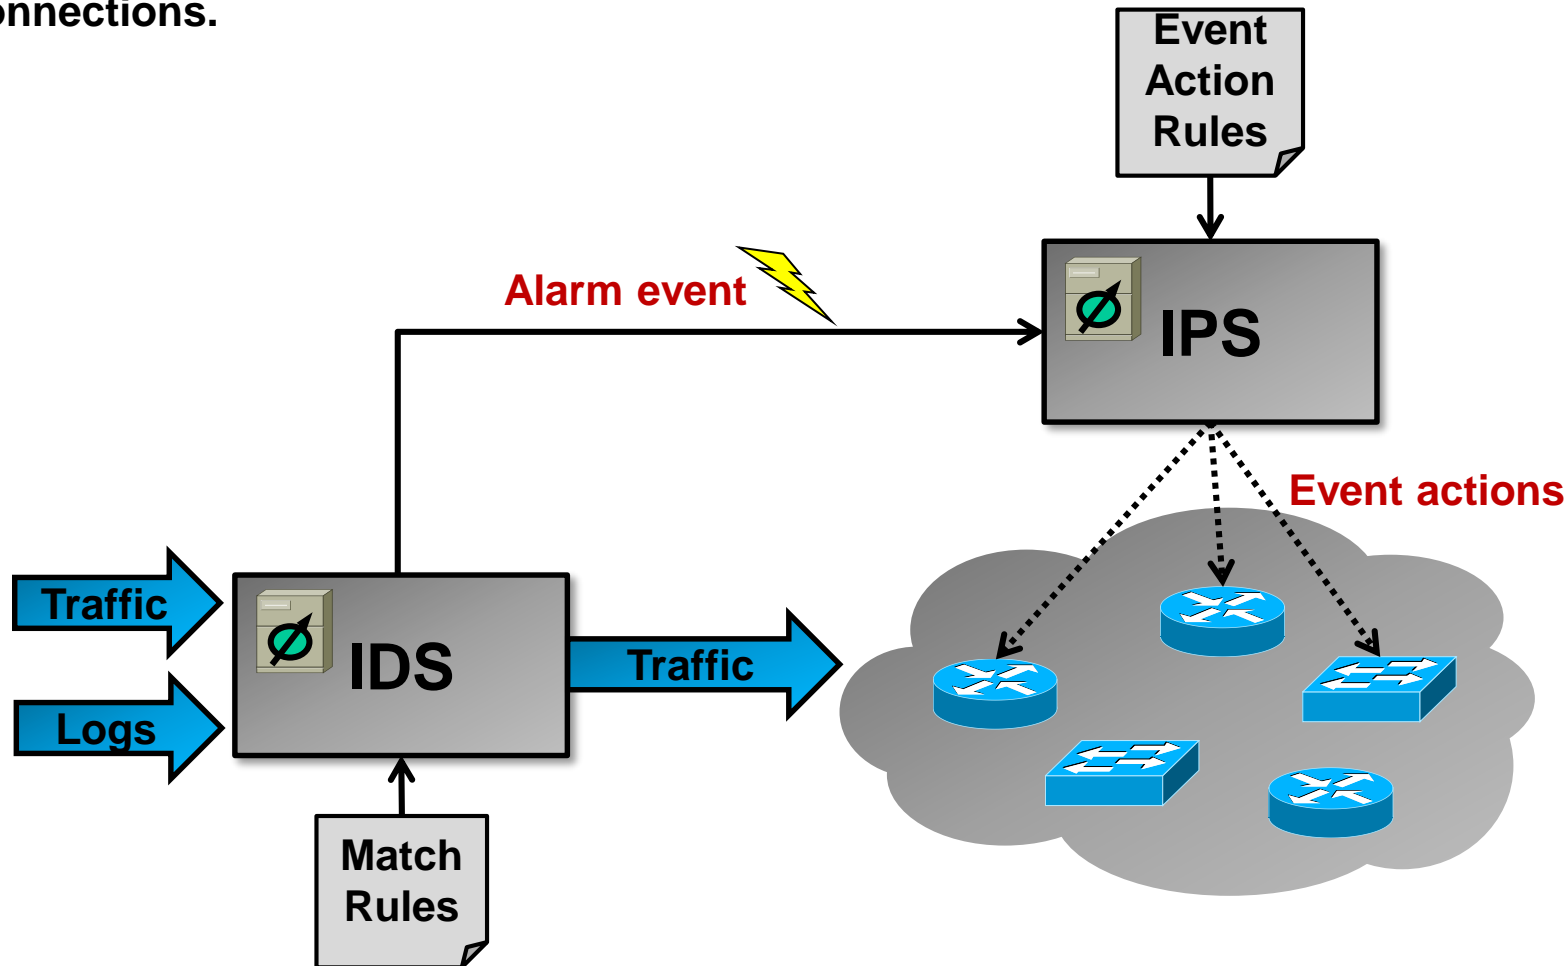 onnections.
Event
Action
Rules
Alarm event
IPS
Event actions
Traffic
IDS
Traffic
Logs
Match
Rules